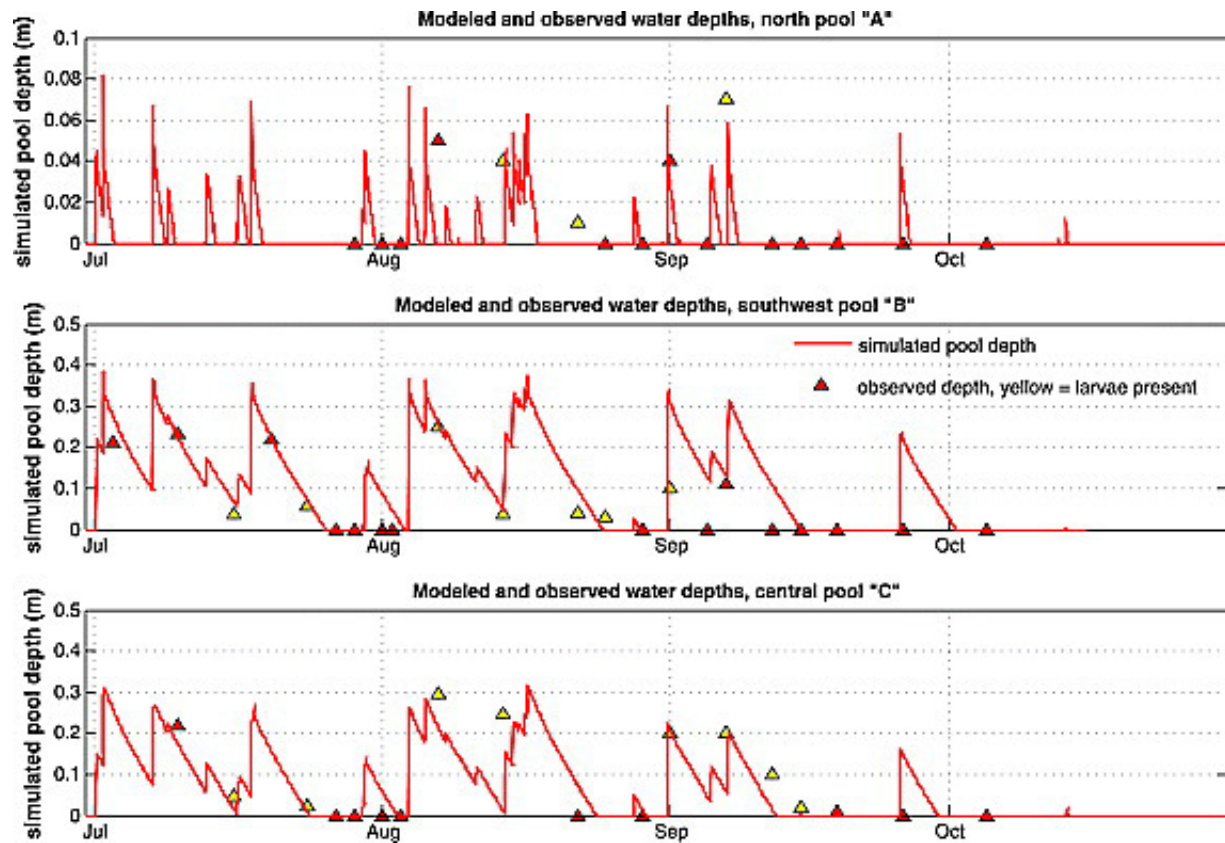 Modeled and observed water depths, north pool "A"
simulated pool depth (m)
0.1
0.08
0.06
0.04
0.02
0
Jul Aug Sep Oct
Modeled and observed water depths, southwest pool "B"
simulated pool depth (m)
0.5
0.4
0.3
0.2
0.1
0
simulated pool depth
observed depth, yellow = larvae present
Jul Aug Sep Oct
Modeled and observed water depths, central pool "C"
simulated pool depth (m)
0.5
0.4
0.3
0.2
0.1
0
Jul Aug Sep Oct